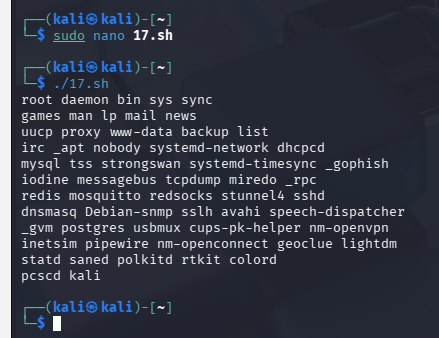 ┌──(kali㉿kali)-[~]
└─$ sudo nano 17.sh
┌──(kali㉿kali)-[~]
└─$ ./17.sh
root daemon bin sys sync
games man lp mail news
uucp proxy www-data backup list
irc _apt nobody systemd-network dhcpcd
mysql tss strongswan systemd-timesync _gophish
iodine messagebus tcpdump miredo _rpc
redis mosquitto redsocks stunnel4 sshd
dnsmasq Debian-snmp sslh avahi speech-dispatcher
_gvm postgres usbmux cups-pk-helper nm-openvpn
inetsim pipewire nm-openconnect geoclue lightdm
statd saned polkitd rtkit colord
pcscd kali
┌──(kali㉿kali)-[~]
└─$